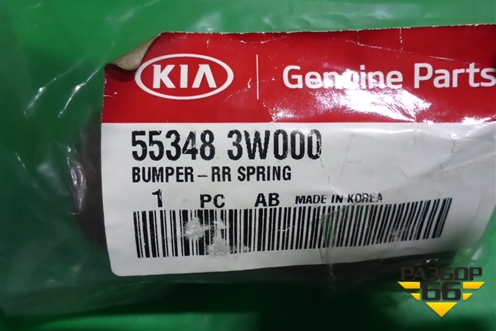 KIA Genuine Parts
55348 3W000
BUMPER-RR SPRING
1 PC AB MADE IN KOREA
РАЗБОР
66